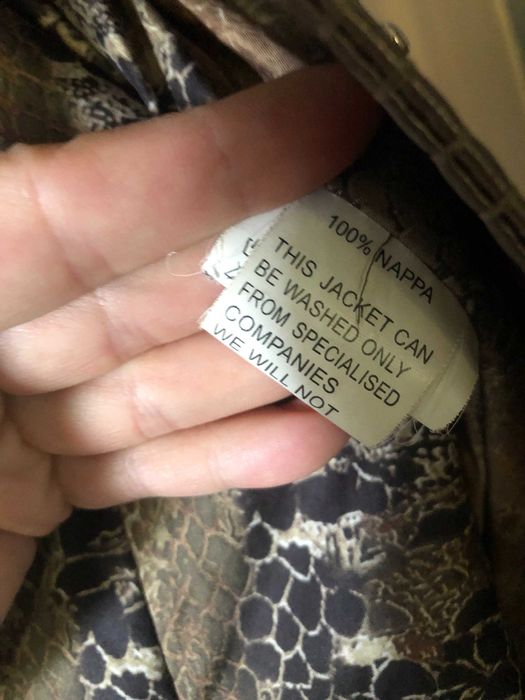 100% NAPPA
THIS JACKET CAN
BE WASHED ONLY
FROM SPECIALISED
COMPANIES
WE WILL NOT